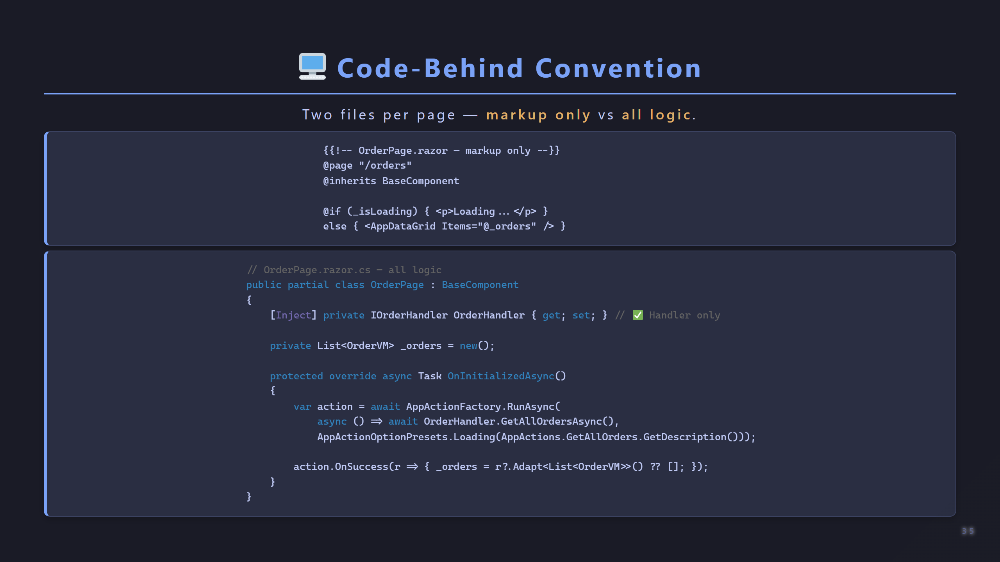 🖥️ Code-Behind Convention
Two files per page — markup only vs all logic.
{{!-- OrderPage.razor — markup only --}}
@page "/orders"
@inherits BaseComponent

@if (_isLoading) { <p>Loading...</p> }
else { <AppDataGrid Items="@_orders" /> }

// OrderPage.razor.cs — all logic
public partial class OrderPage : BaseComponent
{
    [Inject] private IOrderHandler OrderHandler { get; set; } // ✅ Handler only

    private List<OrderVM> _orders = new();

    protected override async Task OnInitializedAsync()
    {
        var action = await AppActionFactory.RunAsync(
            async () => await OrderHandler.GetAllOrdersAsync(),
            AppActionOptionPresets.Loading(AppActions.GetAllOrders.GetDescription()));

        action.OnSuccess(r => { _orders = r?.Adapt<List<OrderVM>>() ?? []; });
    }
}
35